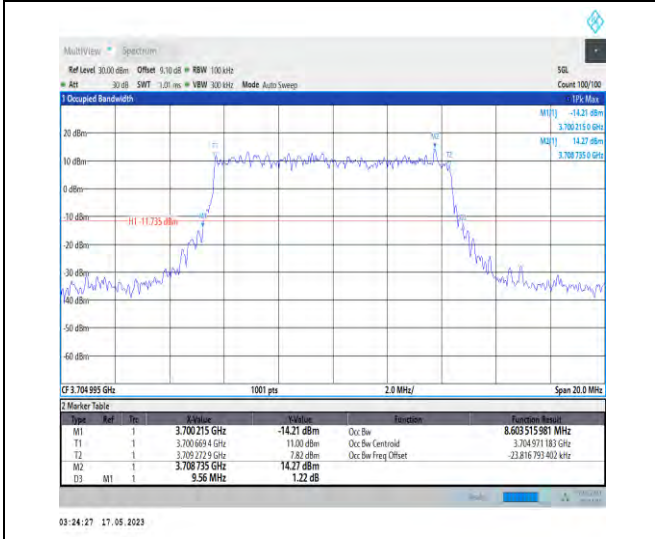 MultiView Spectrum
Ref Level 30.00 dBm Offset 9.10 dB RBW 100 kHz SGL
Att 30 dB SWT 1.01 ms VBW 300 kHz Mode Auto Sweep Count 100/100
1 Occupied Bandwidth 1Pk Max
M1[1] -14.21 dBm
3.700 215 0 GHz
M2[1] 14.27 dBm
3.708 735 0 GHz
20 dBm
M2
T1
T2
10 dBm
0 dBm
-10 dBm
H1 -11.735 dBm
-20 dBm
-30 dBm
-40 dBm
-50 dBm
-60 dBm
CF 3.704 995 GHz 1001 pts 2.0 MHz/ Span 20.0 MHz
2 Marker Table
Type Ref Trc X-Value Y-Value Function Function Result
M1 1 3.700 215 GHz -14.21 dBm Occ Bw 8.603 515 981 MHz
T1 1 3.700 669 4 GHz 11.00 dBm Occ Bw Centroid 3.704 971 183 GHz
T2 1 3.709 272 9 GHz 7.82 dBm Occ Bw Freq Offset -23.816 793 402 kHz
M2 1 3.708 735 GHz 14.27 dBm
D3 M1 1 9.56 MHz 1.22 dB
03:24:27 17.05.2023